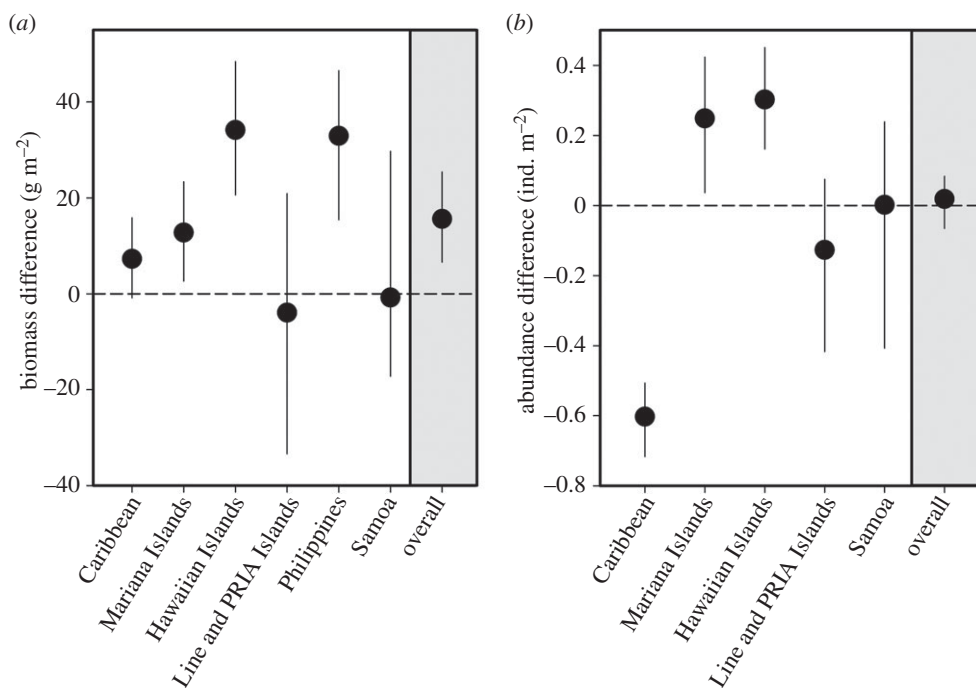 (a)
biomass difference (g m–2)
40
20
0
–20
–40
Caribbean
Mariana Islands
Hawaiian Islands
Line and PRIA Islands
Philippines
Samoa
overall
(b)
abundance difference (ind. m–2)
0.4
0.2
0
–0.2
–0.4
–0.6
–0.8
Caribbean
Mariana Islands
Hawaiian Islands
Line and PRIA Islands
Samoa
overall